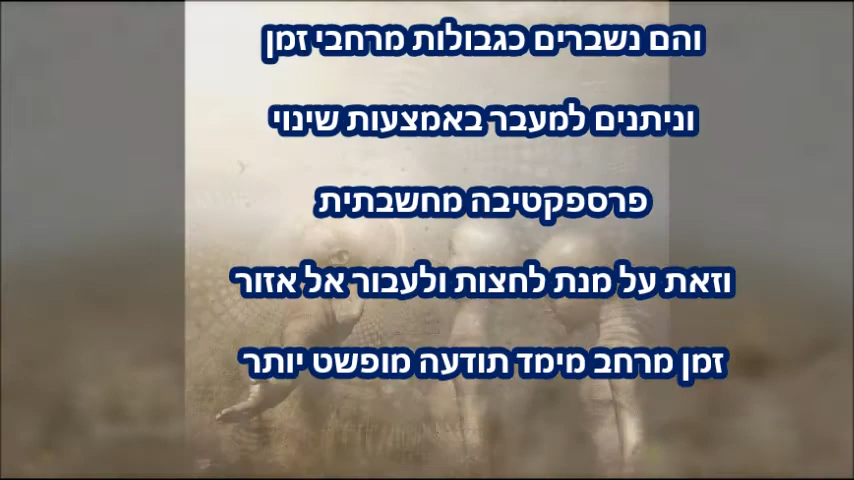 והם נשברים כגבולות מרחבי זמן
וניתנים למעבר באמצעות שינוי
פרספקטיבה מחשבתית
וזאת על מנת לחצות ולעבור אל אזור
זמן מרחב מימד תודעה מופשט יותר